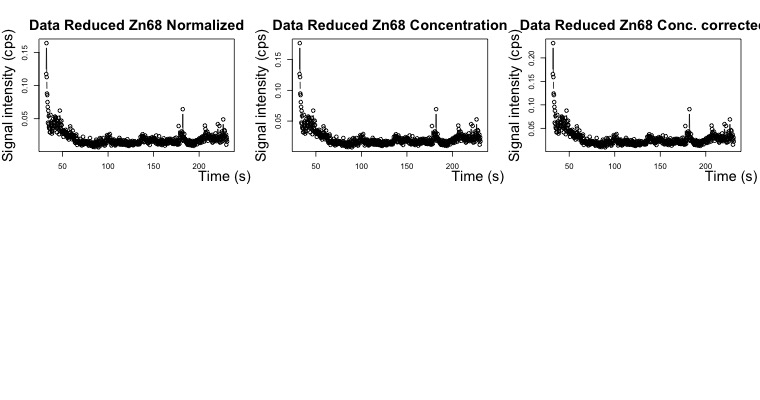 Data Reduced Zn68 Normalized
Data Reduced Zn68 Concentration
Data Reduced Zn68 Conc. corrected
Signal intensity (cps)
0.05
0.10
0.15
50
100
150
200
Time (s)
Signal intensity (cps)
0.05
0.10
0.15
50
100
150
200
Time (s)
Signal intensity (cps)
0.05
0.10
0.15
0.20
50
100
150
200
Time (s)